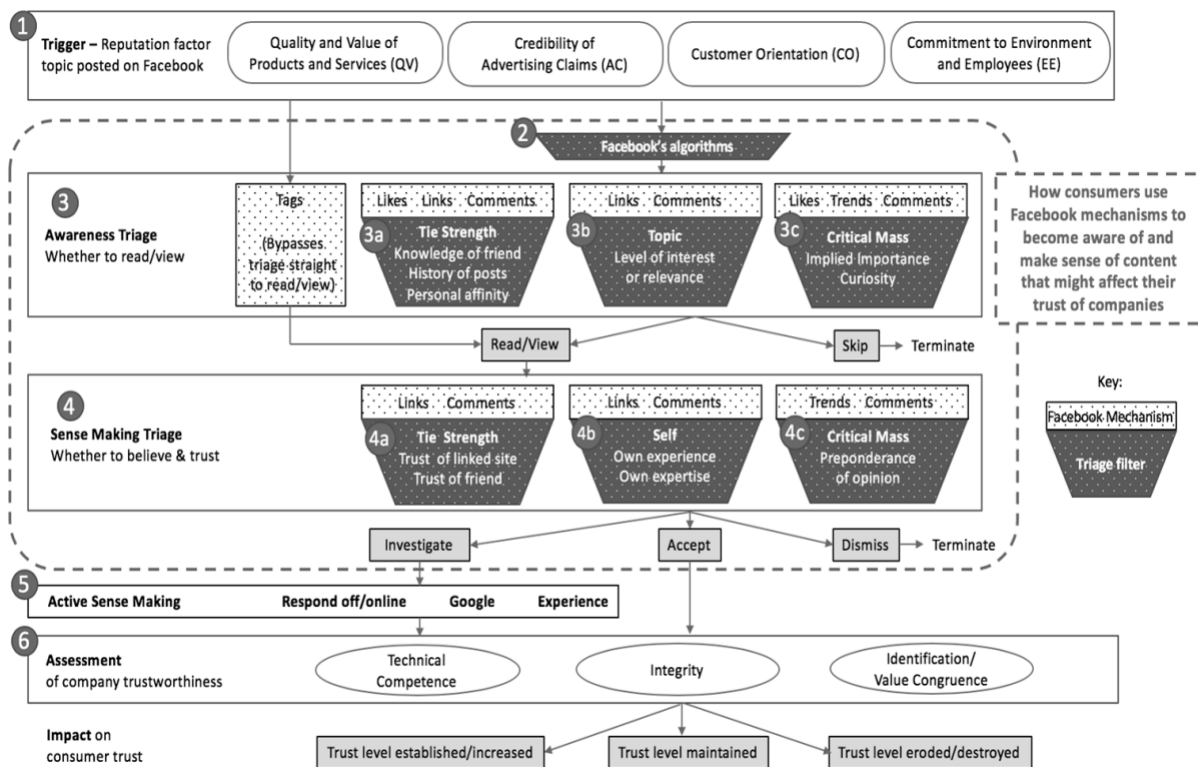 1
Trigger – Reputation factor
topic posted on Facebook
Quality and Value of
Products and Services (QV)
Credibility of
Advertising Claims (AC)
Customer Orientation (CO)
Commitment to Environment
and Employees (EE)
2
Facebook's algorithms
3
Awareness Triage
Whether to read/view
Tags
(Bypasses
triage straight
to read/view)
Likes Links Comments
3a
Tie Strength
Knowledge of friend
History of posts
Personal affinity
Links Comments
3b
Topic
Level of interest
or relevance
Likes Trends Comments
3c
Critical Mass
Implied Importance
Curiosity
How consumers use
Facebook mechanisms to
become aware of and
make sense of content
that might affect their
trust of companies
Read/View
Skip
Terminate
4
Sense Making Triage
Whether to believe & trust
Links Comments
4a
Tie Strength
Trust of linked site
Trust of friend
Links Comments
4b
Self
Own experience
Own expertise
Trends Comments
4c
Critical Mass
Preponderance
of opinion
Key:
Facebook Mechanism
Triage filter
Investigate
Accept
Dismiss
Terminate
5
Active Sense Making Respond off/online Google Experience
6
Assessment
of company trustworthiness
Technical
Competence
Integrity
Identification/
Value Congruence
Impact on
consumer trust
Trust level established/increased
Trust level maintained
Trust level eroded/destroyed